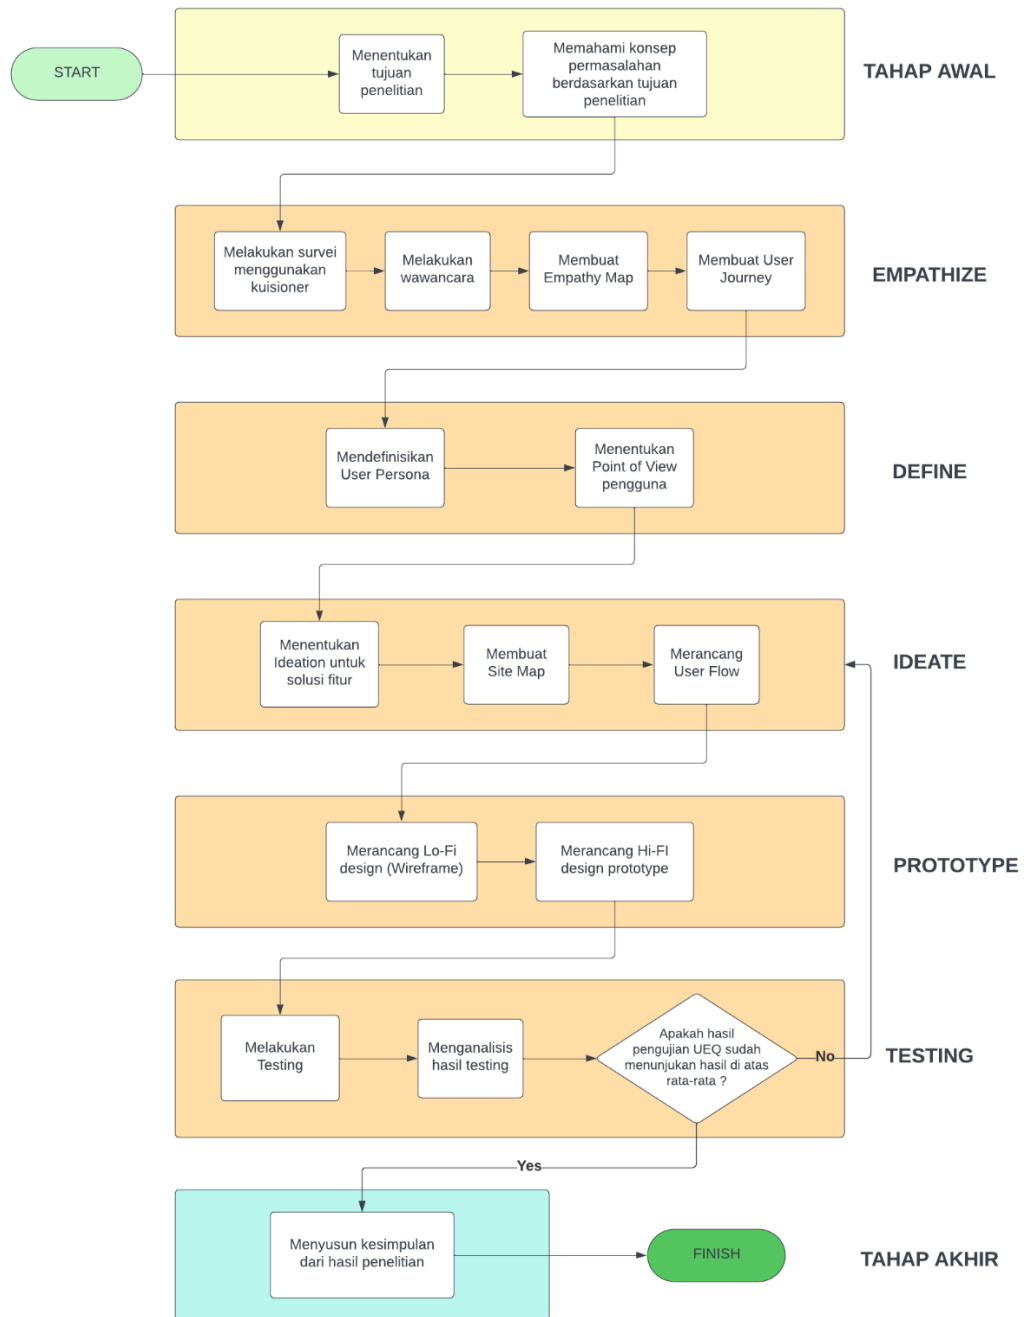 START
Menentukan
tujuan
penelitian
Memahami konsep
permasalahan
berdasarkan tujuan
penelitian
TAHAP AWAL
Melakukan survei
menggunakan
kuisioner
Melakukan
wawancara
Membuat
Empathy Map
Membuat User
Journey
EMPATHIZE
Mendefinisikan
User Persona
Menentukan
Point of View
pengguna
DEFINE
Menentukan
Ideation untuk
solusi fitur
Membuat
Site Map
Merancang
User Flow
IDEATE
Merancang Lo-Fi
design (Wireframe)
Merancang Hi-FI
design prototype
PROTOTYPE
Melakukan
Testing
Menganalisis
hasil testing
Apakah hasil
pengujian UEQ sudah
menunjukan hasil di atas
rata-rata ?
No
TESTING
Yes
Menyusun kesimpulan
dari hasil penelitian
FINISH
TAHAP AKHIR